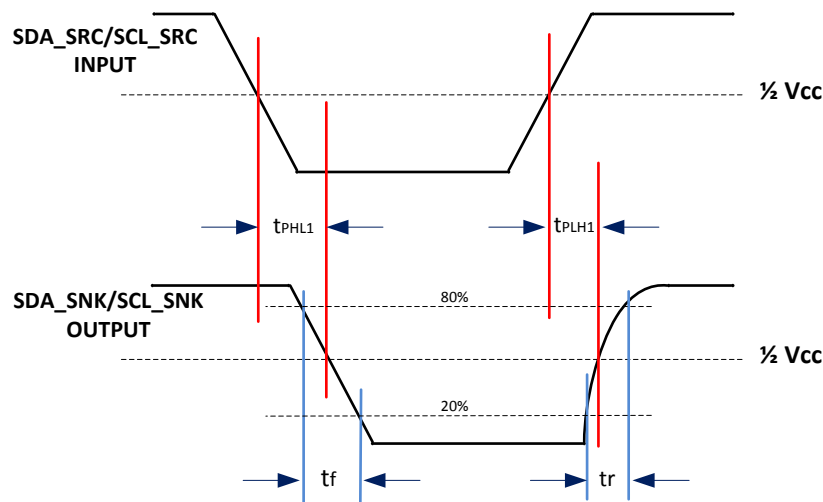 SDA_SRC/SCL_SRC
INPUT
½ Vcc
tPHL1
tPLH1
SDA_SNK/SCL_SNK
OUTPUT
80%
½ Vcc
20%
tf
tr